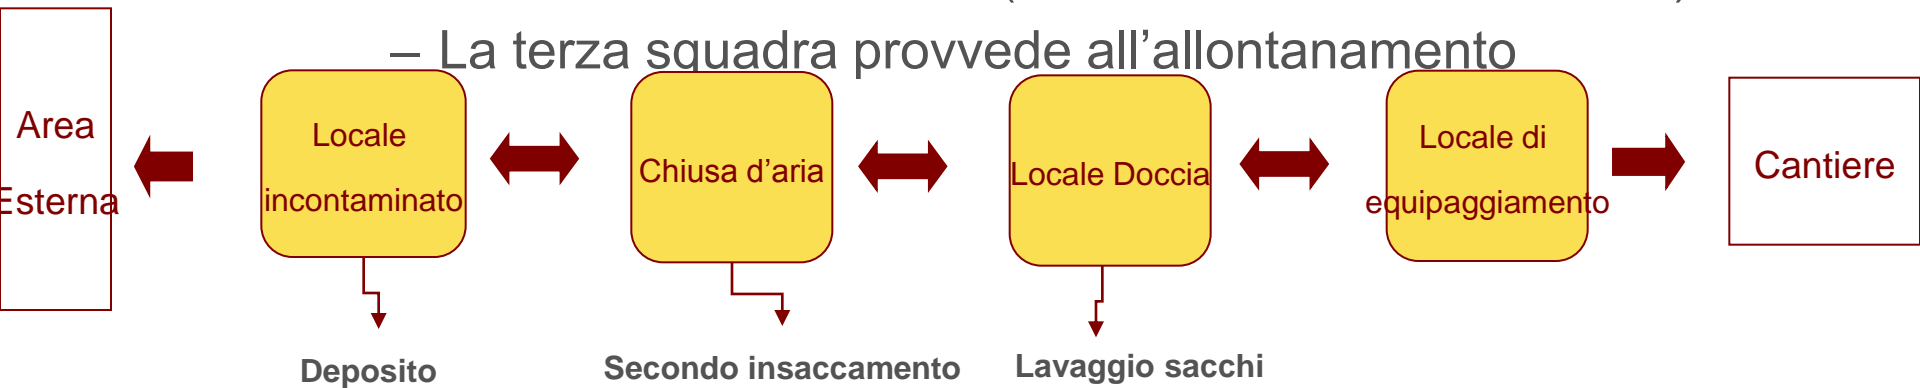 – La terza squadra provvede all’allontanamento
Area
Esterna
Locale
incontaminato
Chiusa d’aria
Locale Doccia
Locale di
equipaggiamento
Cantiere
Deposito
Secondo insaccamento
Lavaggio sacchi